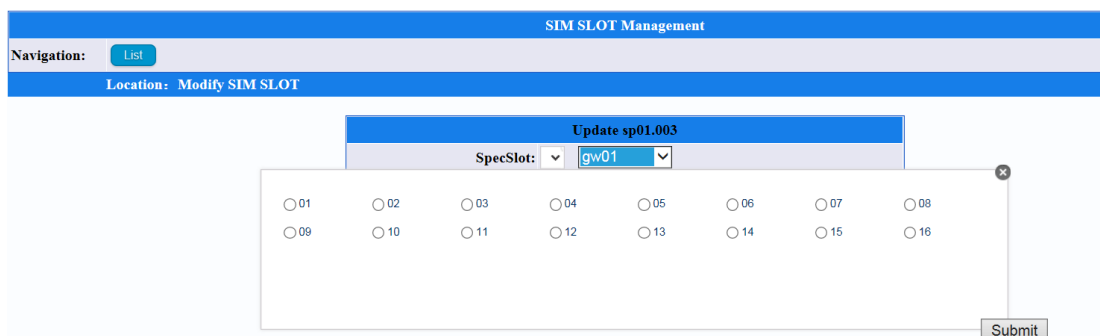 SIM SLOT Management
Navigation: List
Location：Modify SIM SLOT
Update sp01.003
SpecSlot: gw01
01 02 03 04 05 06 07 08
09 10 11 12 13 14 15 16
Submit